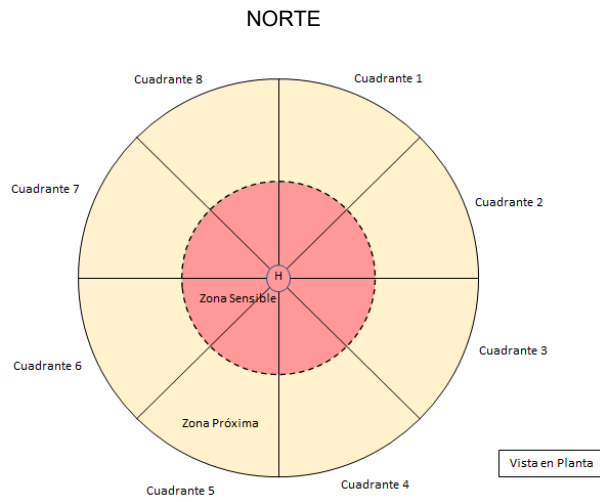 NORTE
Cuadrante 8
Cuadrante 1
Cuadrante 7
Cuadrante 2
H
Zona Sensible
Cuadrante 6
Cuadrante 3
Zona Próxima
Vista en Planta
Cuadrante 5
Cuadrante 4